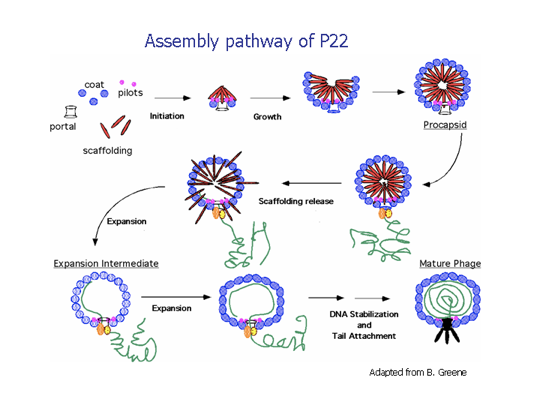 Assembly pathway of P22
coat
pilots
portal
scaffolding
Initiation
Growth
Procapsid
Scaffolding release
Expansion
Expansion Intermediate
Expansion
DNA Stabilization
and
Tail Attachment
Mature Phage
Adapted from B. Greene